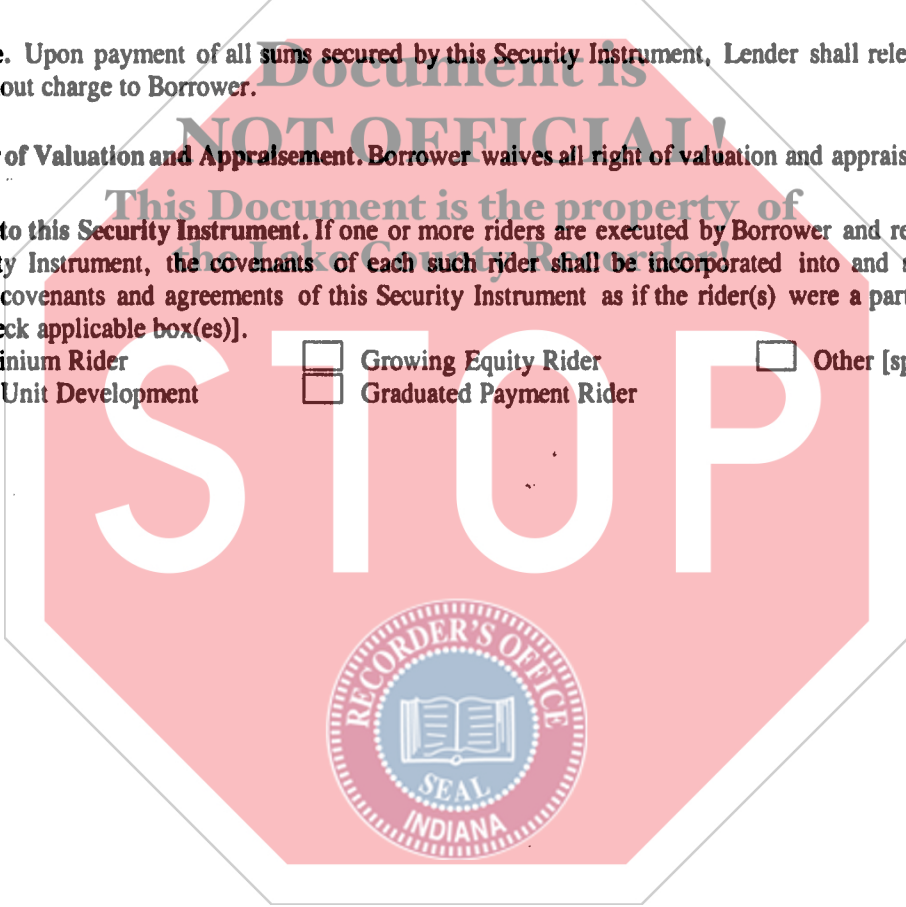 e. Upon payment of all sums secured by this Security Instrument, Lender shall rele
out charge to Borrower.
Document is
NOT OFFICIAL!
of Valuation and Appraisement. Borrower waives all right of valuation and apprais
This Document is the property of
the Lake County Recorder!
to this Security Instrument. If one or more riders are executed by Borrower and re
ty Instrument, the covenants of each such rider shall be incorporated into and
covenants and agreements of this Security Instrument as if the rider(s) were a part
eck applicable box(es)].
inium Rider Growing Equity Rider Other [sp
Unit Development Graduated Payment Rider
STOP
RECORDER'S OFFICE
SEAL
INDIANA